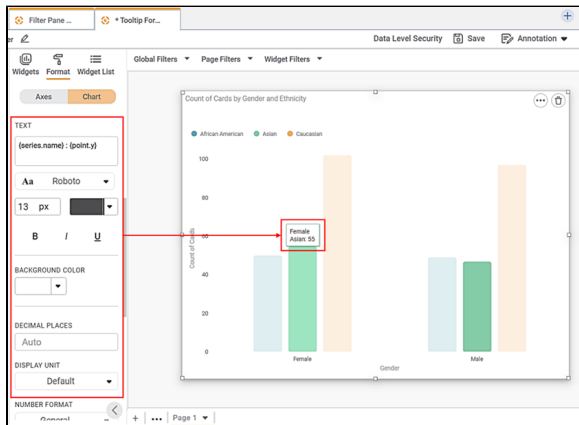 Filter Pane ...
* Tooltip For...
er
Data Level Security
Save
Annotation
Widgets
Format
Widget List
Global Filters
Page Filters
Widget Filters
Axes
Chart
TEXT
{series.name} : {point.y}
Aa Roboto
13 px
B I U
BACKGROUND COLOR
DECIMAL PLACES
Auto
DISPLAY UNIT
Default
NUMBER FORMAT
General
Count of Cards by Gender and Ethnicity
African American
Asian
Caucasian
100
80
60
40
20
0
Count of Cards
Female
Asian: 55
Female
Male
Gender
Page 1